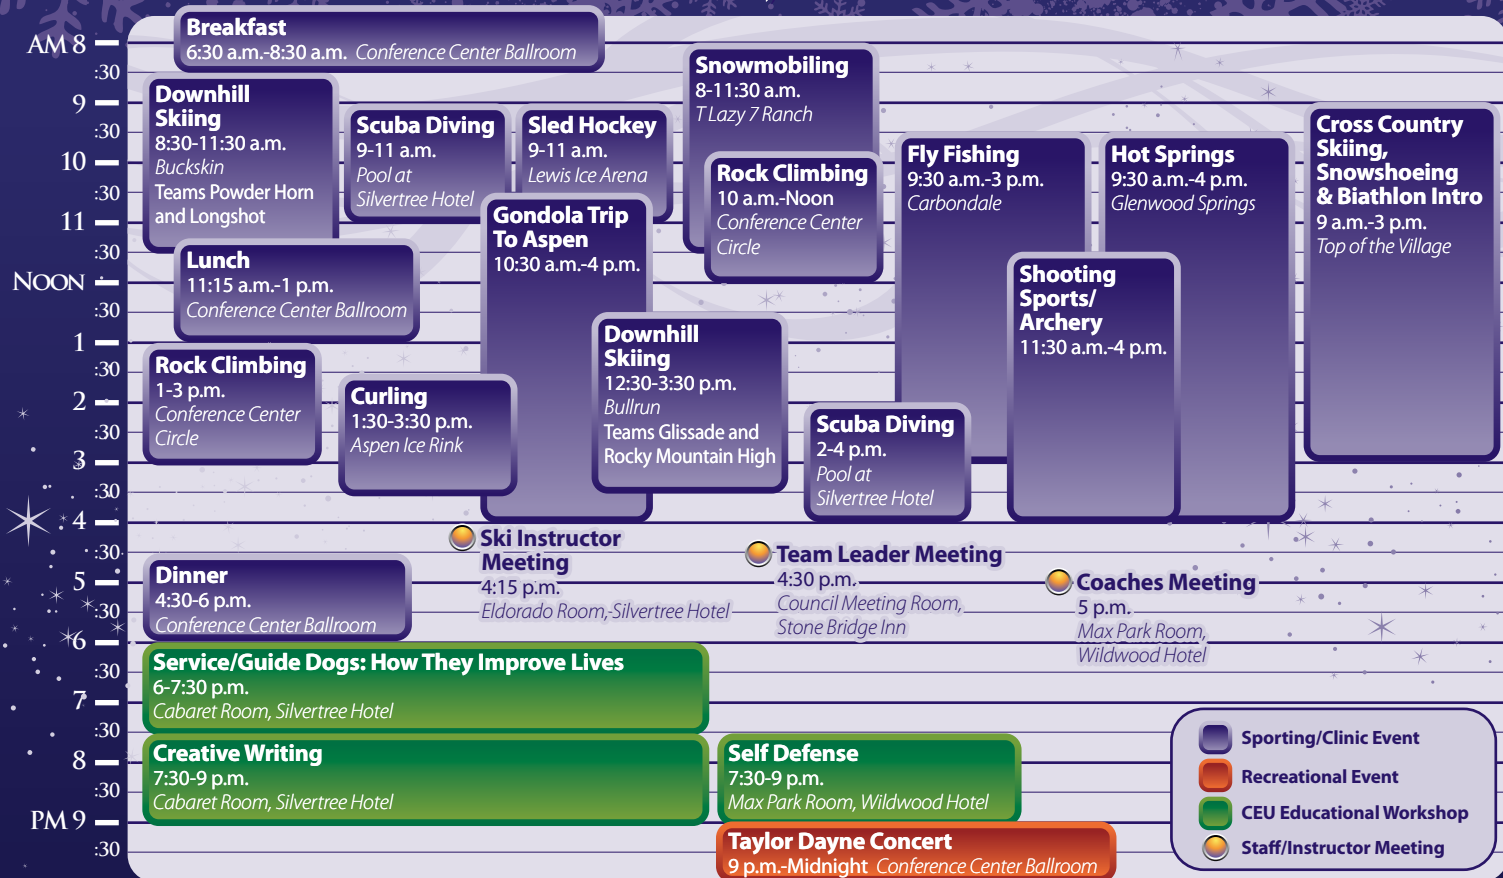 AM 8
:30
9
:30
10
:30
11
:30
NOON
:30
1
:30
2
:30
3
:30
4
:30
5
:30
6
:30
7
:30
8
:30
PM 9
:30
Breakfast
6:30 a.m.-8:30 a.m. Conference Center Ballroom
Downhill
Skiing
8:30-11:30 a.m.
Buckskin
Teams Powder Horn
and Longshot
Scuba Diving
9-11 a.m.
Pool at
Silvertree Hotel
Sled Hockey
9-11 a.m.
Lewis Ice Arena
Snowmobiling
8-11:30 a.m.
T Lazy 7 Ranch
Rock Climbing
10 a.m.-Noon
Conference Center
Circle
Fly Fishing
9:30 a.m.-3 p.m.
Carbondale
Hot Springs
9:30 a.m.-4 p.m.
Glenwood Springs
Cross Country
Skiing,
Snowshoeing
& Biathlon Intro
9 a.m.-3 p.m.
Top of the Village
Gondola Trip
To Aspen
10:30 a.m.-4 p.m.
Lunch
11:15 a.m.-1 p.m.
Conference Center Ballroom
Shooting
Sports/
Archery
11:30 a.m.-4 p.m.
Downhill
Skiing
12:30-3:30 p.m.
Bullrun
Teams Glissade and
Rocky Mountain High
Rock Climbing
1-3 p.m.
Conference Center
Circle
Curling
1:30-3:30 p.m.
Aspen Ice Rink
Scuba Diving
2-4 p.m.
Pool at
Silvertree Hotel
Ski Instructor
Meeting
4:15 p.m.
Eldorado Room, Silvertree Hotel
Team Leader Meeting
4:30 p.m.
Council Meeting Room,
Stone Bridge Inn
Coaches Meeting
5 p.m.
Max Park Room,
Wildwood Hotel
Dinner
4:30-6 p.m.
Conference Center Ballroom
Service/Guide Dogs: How They Improve Lives
6-7:30 p.m.
Cabaret Room, Silvertree Hotel
Creative Writing
7:30-9 p.m.
Cabaret Room, Silvertree Hotel
Self Defense
7:30-9 p.m.
Max Park Room, Wildwood Hotel
Taylor Dayne Concert
9 p.m.-Midnight Conference Center Ballroom
Sporting/Clinic Event
Recreational Event
CEU Educational Workshop
Staff/Instructor Meeting